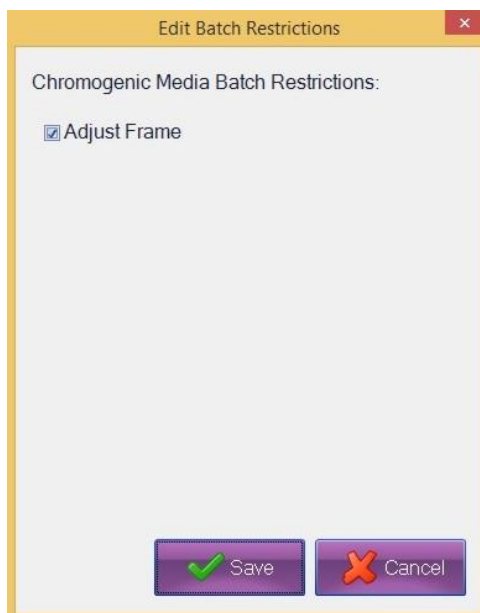 Edit Batch Restrictions
Chromogenic Media Batch Restrictions:
Adjust Frame
Save
Cancel